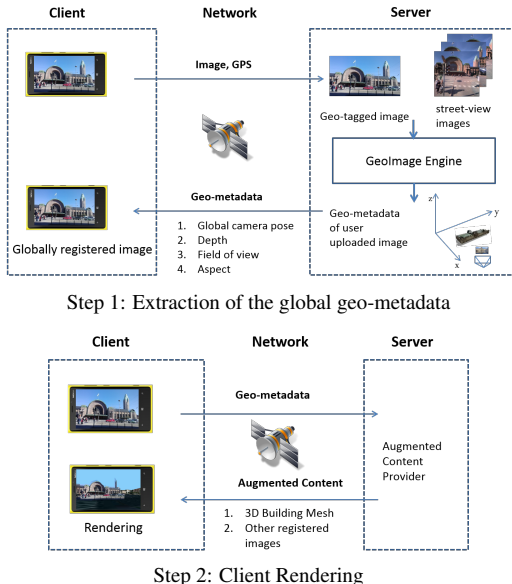 Client Network Server
Image, GPS
Geo-tagged image
street-view
images
GeoImage Engine
Geo-metadata
1. Global camera pose
2. Depth
3. Field of view
4. Aspect
Globally registered image
Geo-metadata
of user
uploaded image
z
y
x
Step 1: Extraction of the global geo-metadata
Client Network Server
Geo-metadata
Augmented
Content
Provider
Augmented Content
1. 3D Building Mesh
2. Other registered
images
Rendering
Step 2: Client Rendering